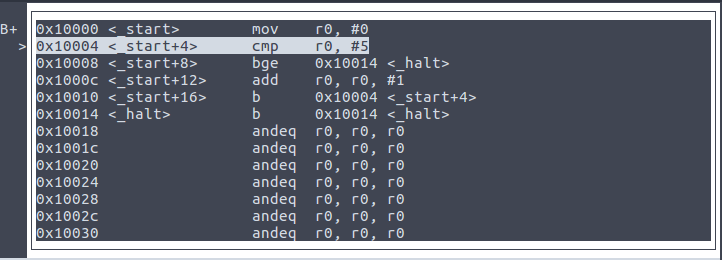 B+ 0x10000 <_start> mov r0, #0
> 0x10004 <_start+4> cmp r0, #5
0x10008 <_start+8> bge 0x10014 <_halt>
0x1000c <_start+12> add r0, r0, #1
0x10010 <_start+16> b 0x10004 <_start+4>
0x10014 <_halt> b 0x10014 <_halt>
0x10018 andeq r0, r0, r0
0x1001c andeq r0, r0, r0
0x10020 andeq r0, r0, r0
0x10024 andeq r0, r0, r0
0x10028 andeq r0, r0, r0
0x1002c andeq r0, r0, r0
0x10030 andeq r0, r0, r0